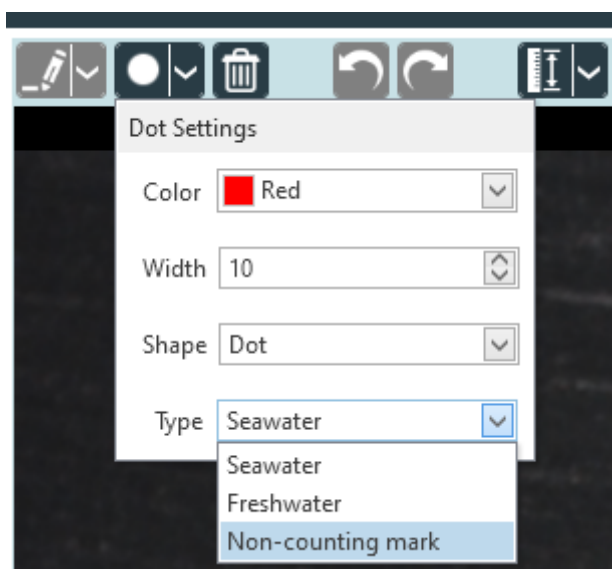 Dot Settings
Color Red
Width 10
Shape Dot
Type Seawater
Seawater
Freshwater
Non-counting mark